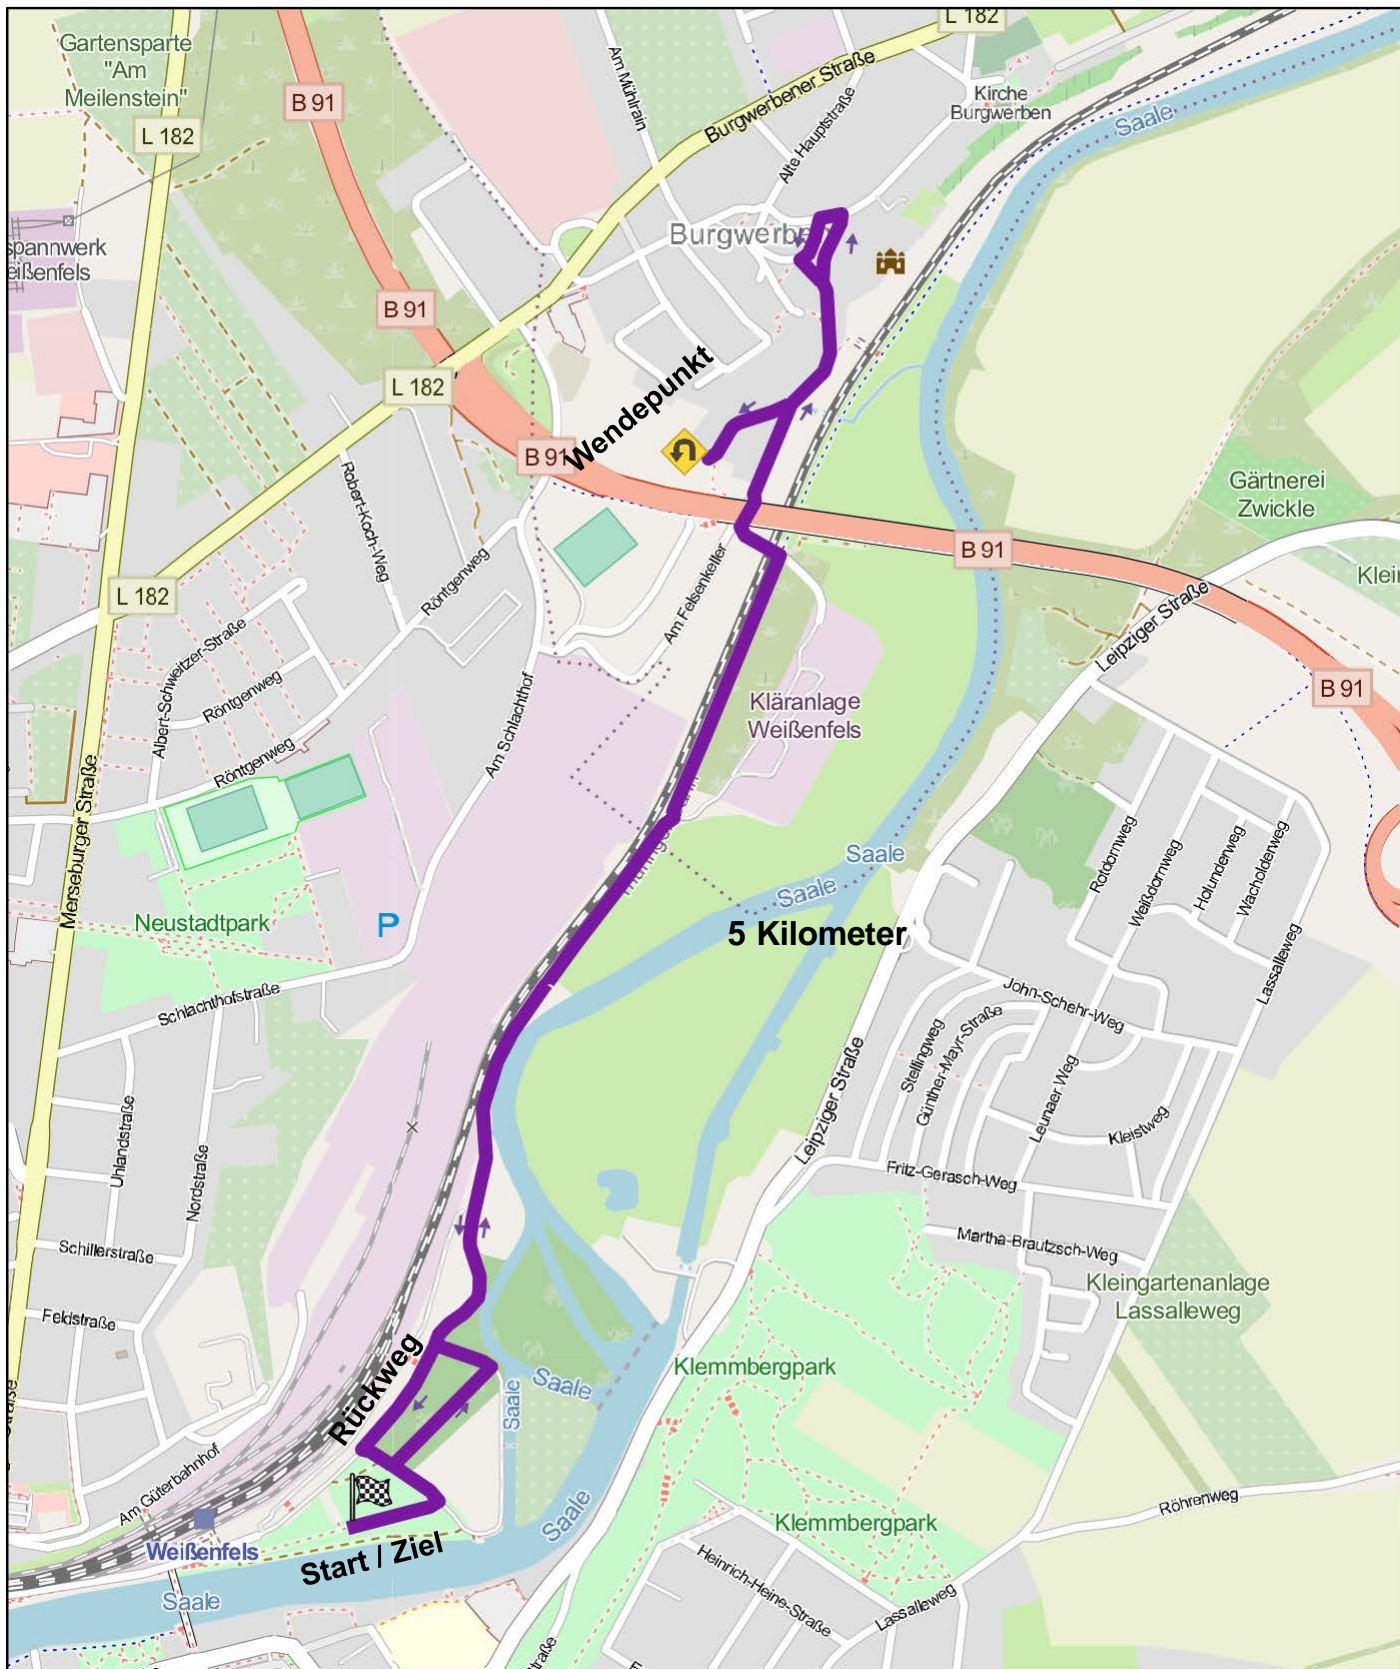 Gartensparte
"Am
Meilenstein"
L 182
B 91
Am Mühlrain
L 182
Burgwerbener Straße
Alte Hauptstraße
Kirche
Burgwerben
Saale
spannwerk
eißenfels
Burgwerben
B 91
L 182
Wendepunkt
B 91
Robert-Koch-Weg
Gärtnerei
Zwickle
B 91
Klein
L 182
Röntgenweg
Am Felsenkeller
Leipziger Straße
Albert-Schweitzer-Straße
Röntgenweg
B 91
Kläranlage
Weißenfels
Am Schlachthof
Röntgenweg
Merseburger Straße
Rotdornweg
Weißdornweg
Holunderweg
Wacholderweg
Saale
Saale
Neustadtpark
P
5 Kilometer
Lassalleweg
Schlachthofstraße
John-Schehr-Weg
Stellingweg
Günther-Mayr-Straße
Leunaer Weg
Kleistweg
Leipziger Straße
Uhlandstraße
Nordstraße
Fritz-Gerasch-Weg
Schillerstraße
Martha-Brautzsch-Weg
Kleingartenanlage
Lassalleweg
Feldstraße
Rückweg
Klemmbergpark
Saale
Saale
Straße
Am Güterbahnhof
Röhrenweg
Saale
Klemmbergpark
Weißenfels
Start / Ziel
Heinrich-Heine-Straße
Lassalleweg
Saale
traße